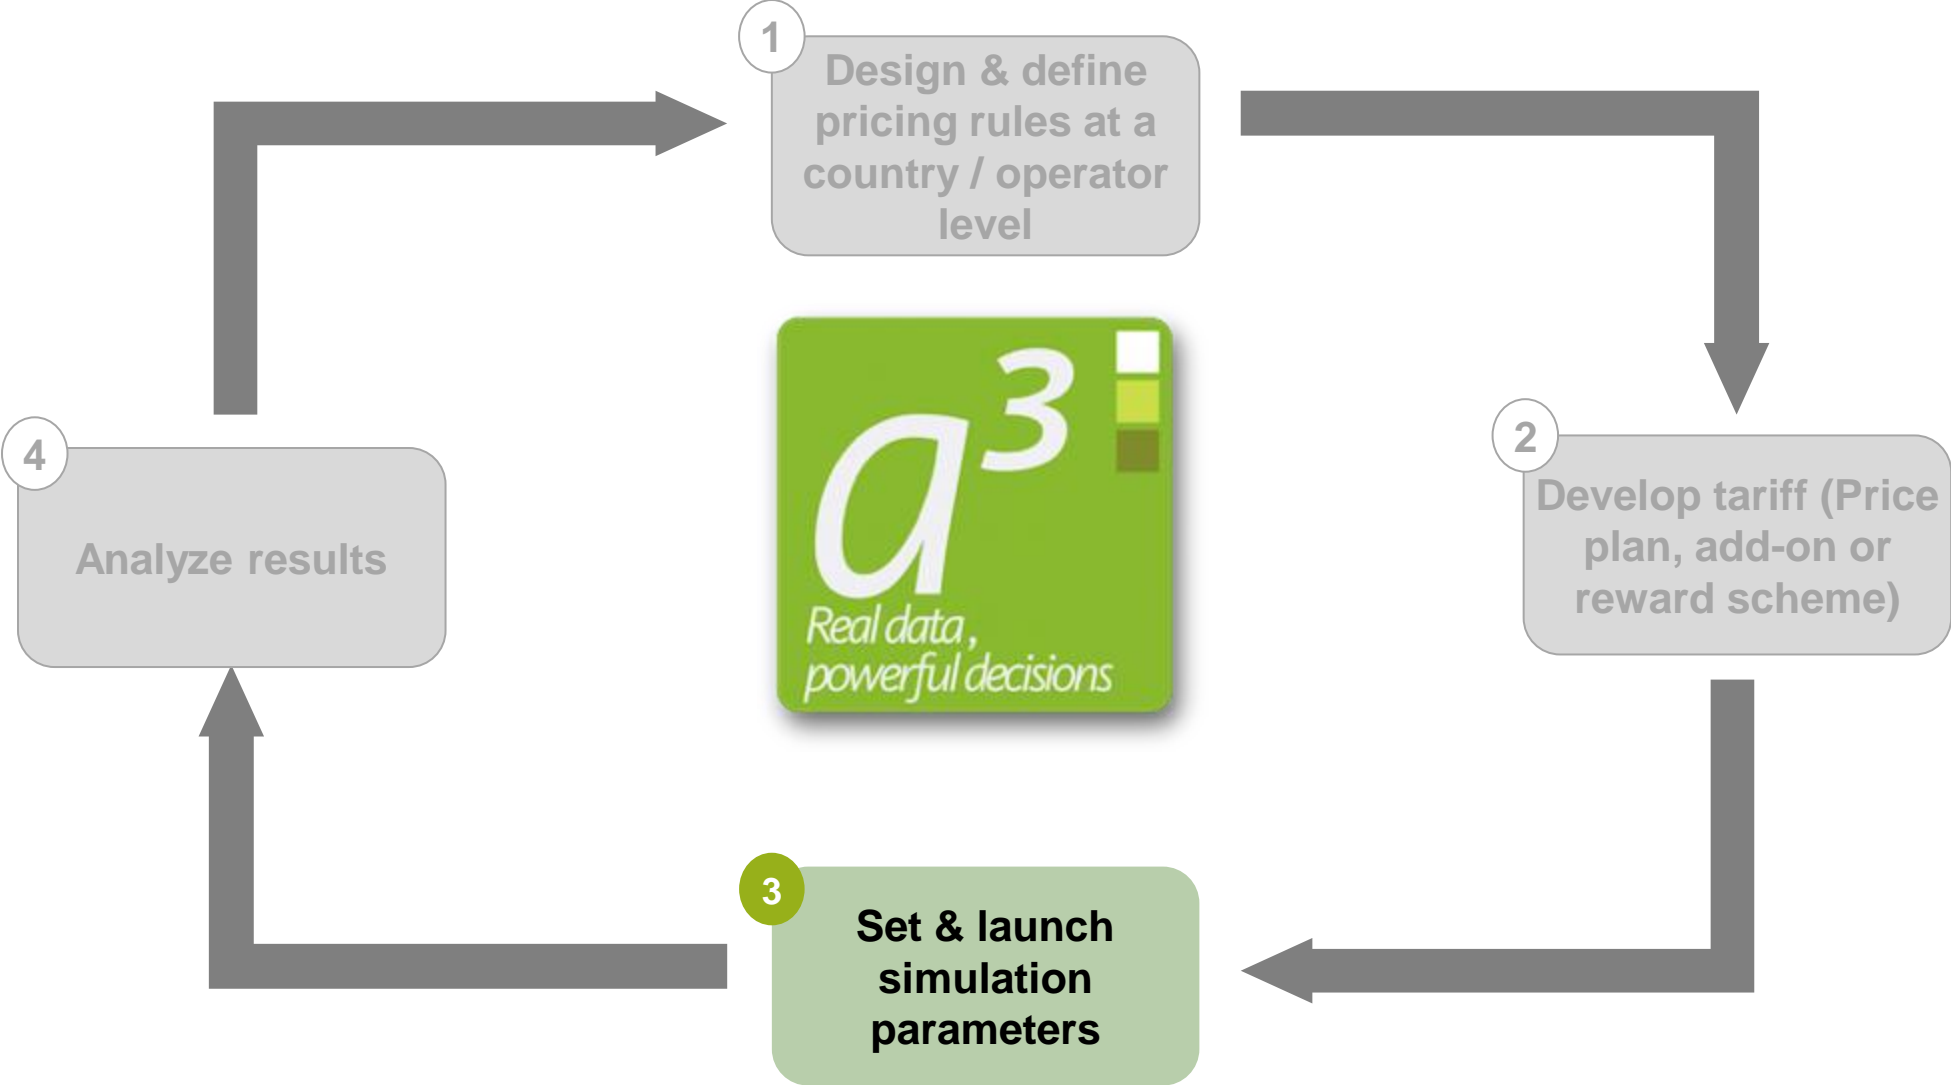 1
Design & define
pricing rules at a
country / operator
level
2
Develop tariff (Price
plan, add-on or
reward scheme)
3
Set & launch
simulation
parameters
4
Analyze results
a³
Real data ,
powerful decisions